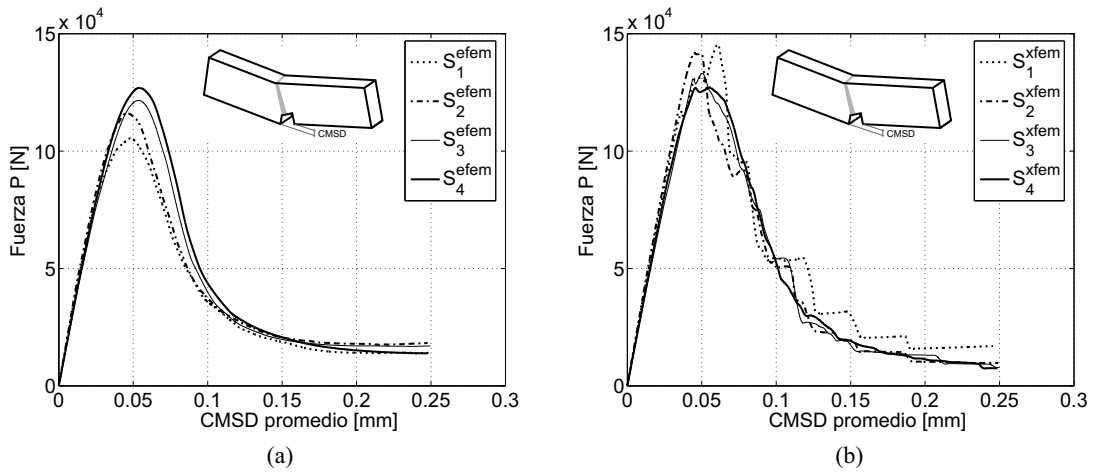 15 x 10^4
10
5
0
Fuerza P [N]
0 0.05 0.1 0.15 0.2 0.25 0.3
CMSD promedio [mm]
CMSD
S_1^efem
S_2^efem
S_3^efem
S_4^efem
(a)
15 x 10^4
10
5
0
Fuerza P [N]
0 0.05 0.1 0.15 0.2 0.25 0.3
CMSD promedio [mm]
CMSD
S_1^xfem
S_2^xfem
S_3^xfem
S_4^xfem
(b)